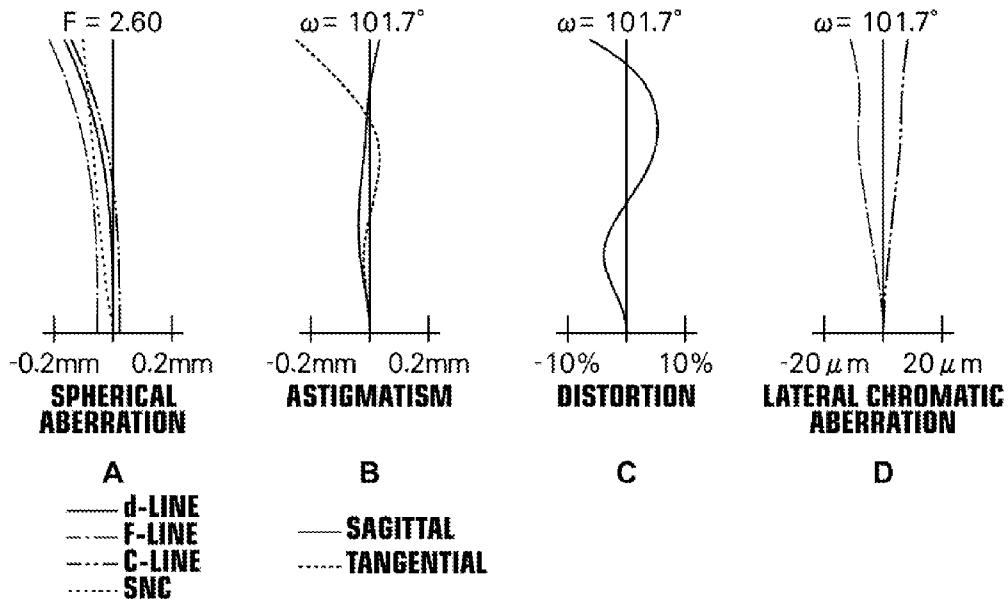 F = 2.60
ω = 101.7°
ω = 101.7°
ω = 101.7°
-0.2mm 0.2mm
-0.2mm 0.2mm
-10% 10%
-20 μm 20 μm
SPHERICAL
ABERRATION
ASTIGMATISM
DISTORTION
LATERAL CHROMATIC
ABERRATION
A
B
C
D
d-LINE
F-LINE
C-LINE
SNC
SAGITTAL
TANGENTIAL